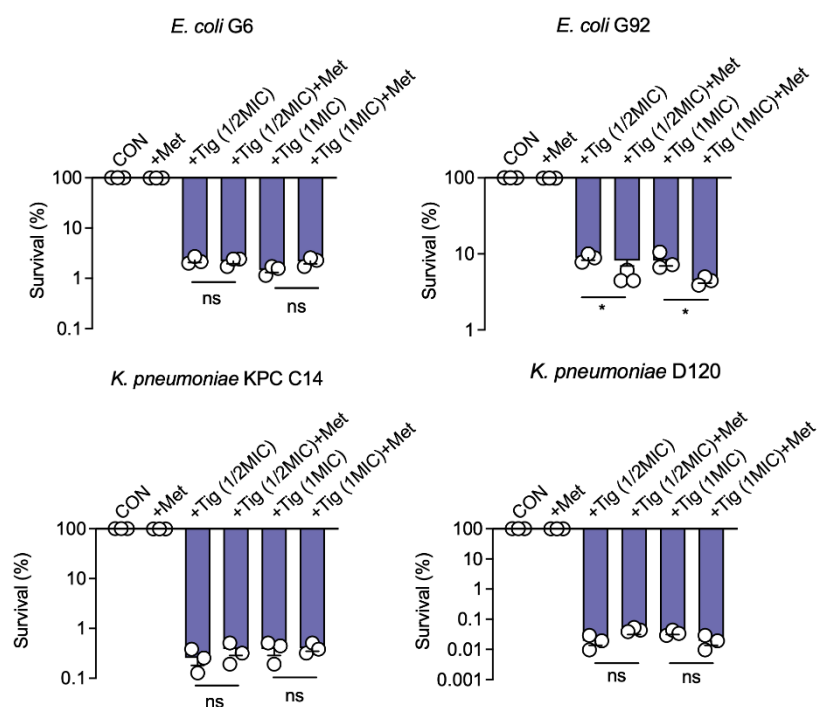 E. coli G6
CON
+Met
+Tig (1/2MIC)
+Tig (1/2MIC)+Met
+Tig (1MIC)
+Tig (1MIC)+Met
Survival (%)
100
10
1
0.1
ns
ns
E. coli G92
CON
+Met
+Tig (1/2MIC)
+Tig (1/2MIC)+Met
+Tig (1MIC)
+Tig (1MIC)+Met
Survival (%)
100
10
1
*
*
K. pneumoniae KPC C14
CON
+Met
+Tig (1/2MIC)
+Tig (1/2MIC)+Met
+Tig (1MIC)
+Tig (1MIC)+Met
Survival (%)
100
10
1
0.1
ns
ns
K. pneumoniae D120
CON
+Met
+Tig (1/2MIC)
+Tig (1/2MIC)+Met
+Tig (1MIC)
+Tig (1MIC)+Met
Survival (%)
100
10
1
0.1
0.01
0.001
ns
ns